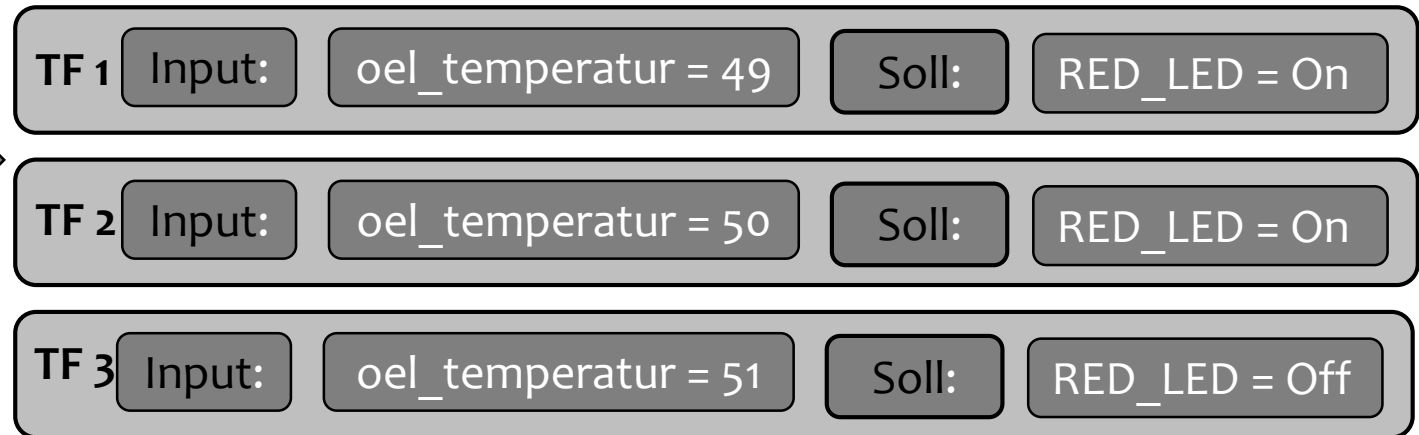 TF 1 Input: oel_temperatur = 49 Soll: RED_LED = On
TF 2 Input: oel_temperatur = 50 Soll: RED_LED = On
TF 3 Input: oel_temperatur = 51 Soll: RED_LED = Off